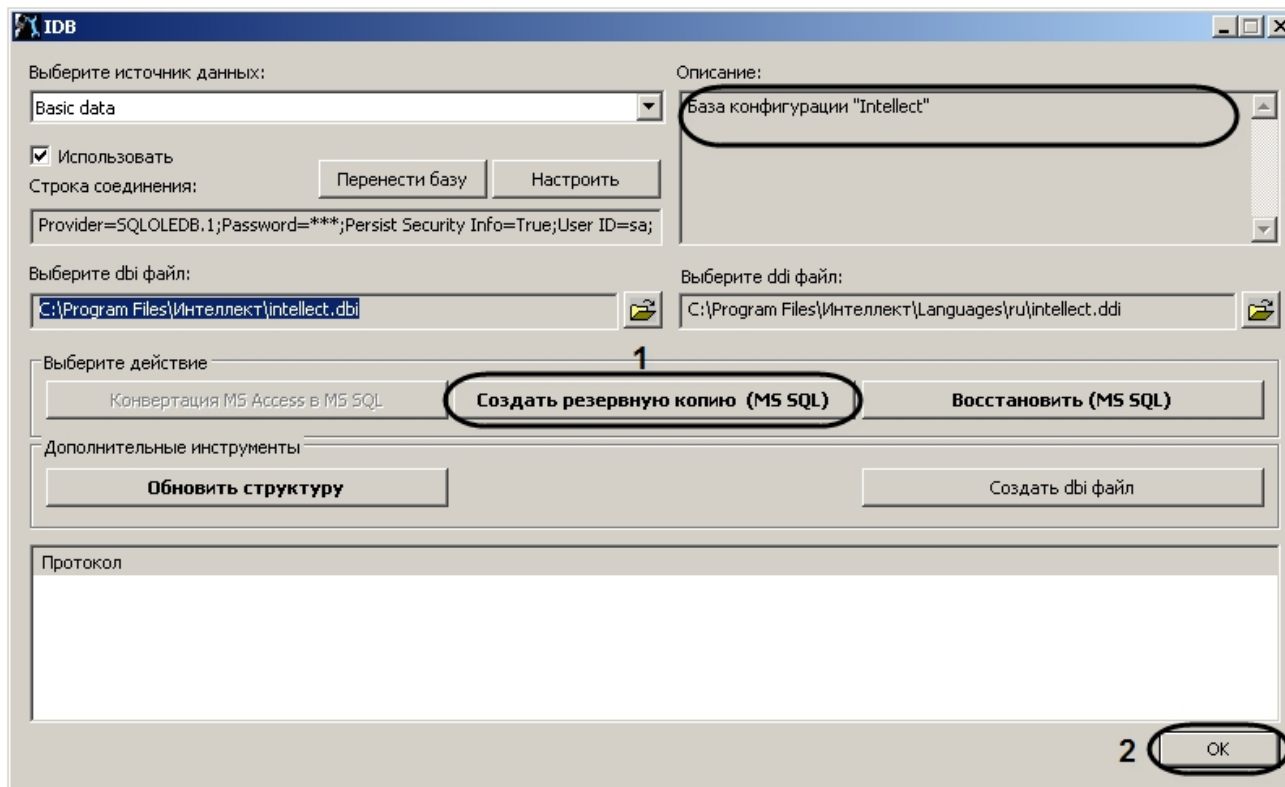 IDB
Выберите источник данных:
Описание:
Basic data
База конфигурации "Intellect"
Использовать
Строка соединения:
Перенести базу
Настроить
Provider=SQLOLEDB.1;Password=***;Persist Security Info=True;User ID=sa;
Выберите dbi файл:
Выберите ddi файл:
C:\Program Files\Интеллект\intellect.dbi
C:\Program Files\Интеллект\Languages\ru\intellect.ddi
1
Выберите действие
Конвертация MS Access в MS SQL
Создать резервную копию (MS SQL)
Восстановить (MS SQL)
Дополнительные инструменты
Обновить структуру
Создать dbi файл
Протокол
2
OK